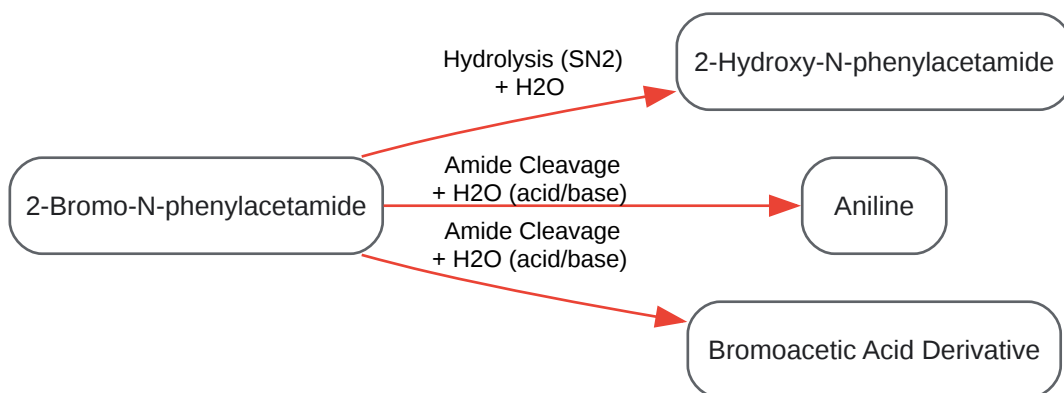 Hydrolysis (SN2)
+ H2O
2-Hydroxy-N-phenylacetamide
2-Bromo-N-phenylacetamide
Amide Cleavage
+ H2O (acid/base)
Aniline
Amide Cleavage
+ H2O (acid/base)
Bromoacetic Acid Derivative